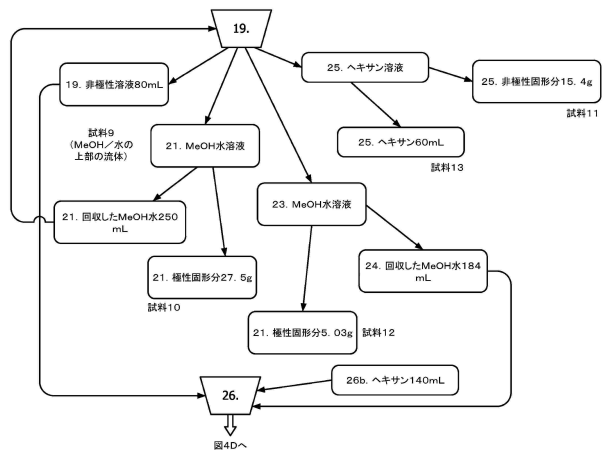 19.
25. ヘキサン溶液
25. 非極性固形分15. 4g
試料11
19. 非極性溶液80mL
試料9
(MeOH/水の
上部の流体)
21. MeOH水溶液
25. ヘキサン60mL
試料13
21. 回収したMeOH水250
mL
23. MeOH水溶液
21. 極性固形分27. 5g
試料10
24. 回収したMeOH水184
mL
21. 極性固形分5. 03g
試料12
26b. ヘキサン140mL
26.
図4Dへ